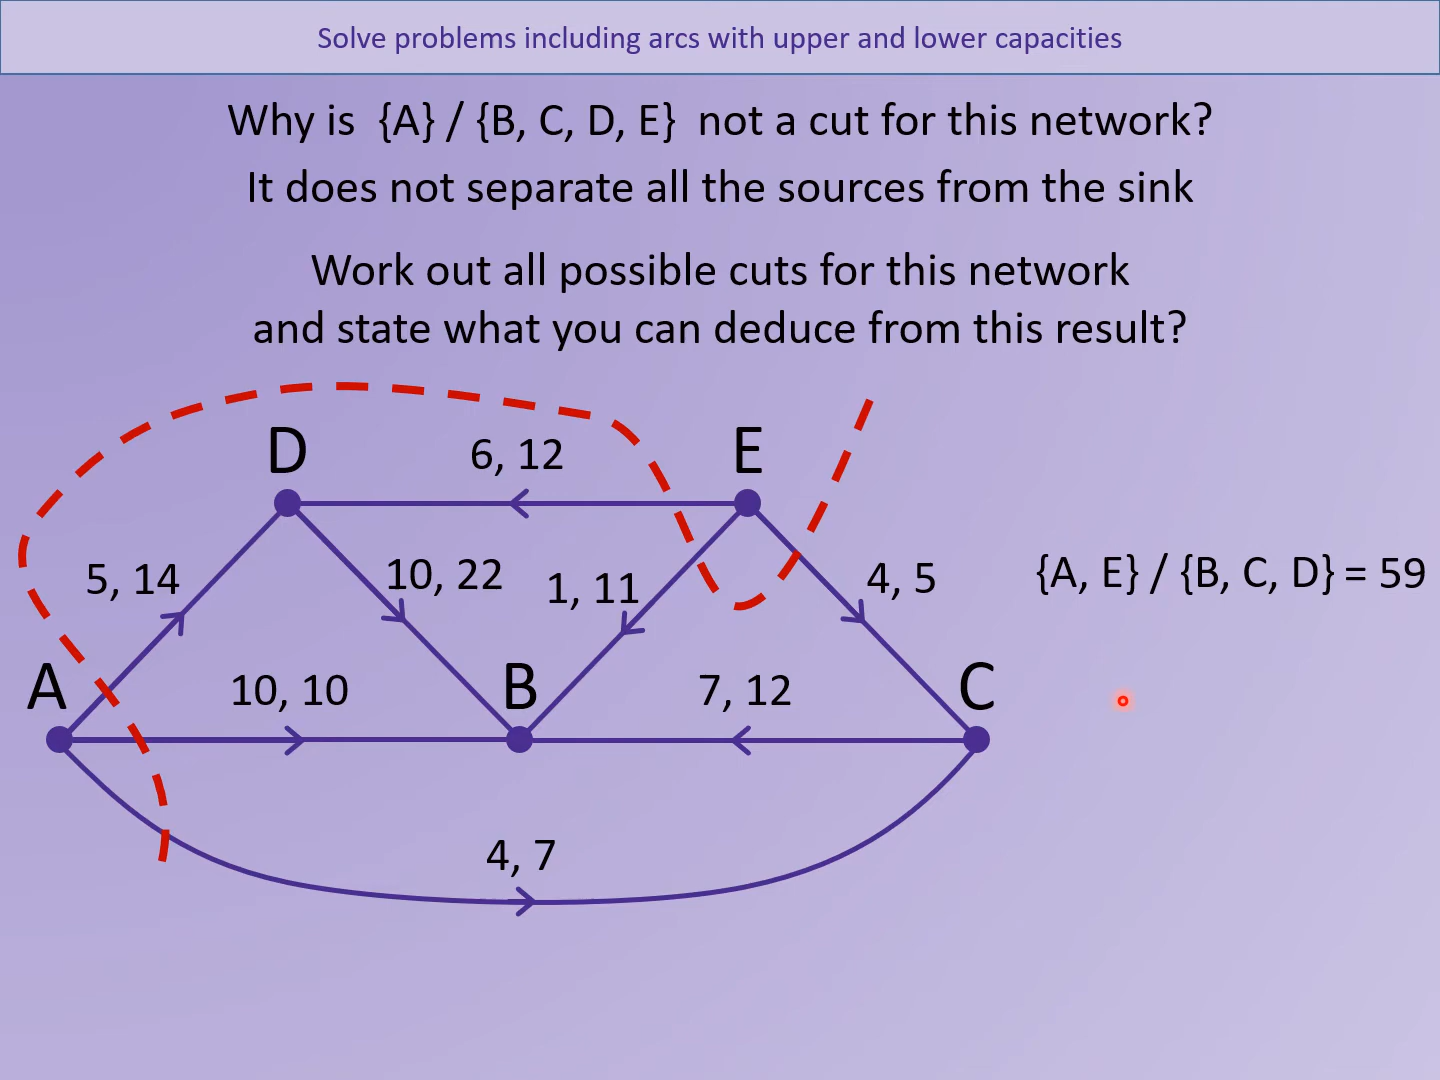 Solve problems including arcs with upper and lower capacities
Why is {A} / {B, C, D, E} not a cut for this network?
It does not separate all the sources from the sink
Work out all possible cuts for this network
and state what you can deduce from this result?
D
6, 12
E
5, 14
10, 22
1, 11
4, 5
{A, E} / {B, C, D} = 59
A
10, 10
B
7, 12
C
4, 7